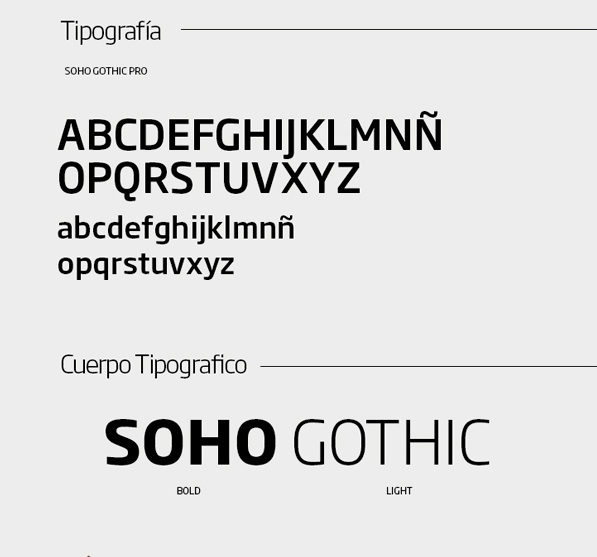 Tipografía
SOHO GOTHIC PRO
ABCDEFGHIJKLMNÑ
OPQRSTUVXYZ
abcdefghijklmnñ
opqrstuvxyz
Cuerpo Tipografico
SOHO GOTHIC
BOLD LIGHT